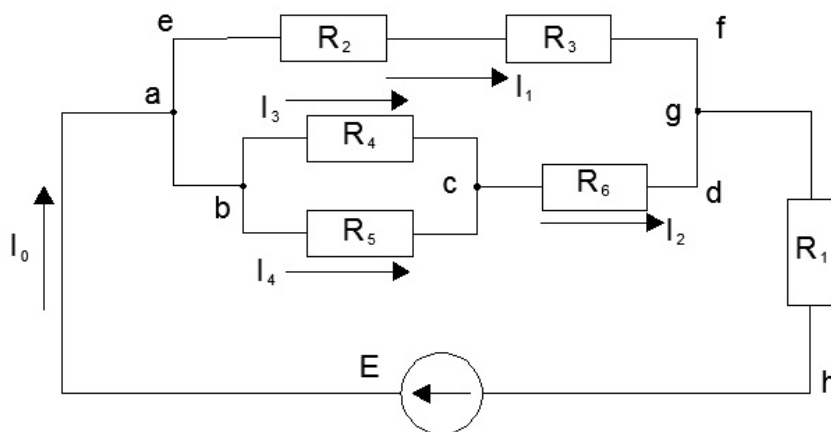 e
R₂
R₃
f
a
I₁
I₃
g
R₄
c
R₆
d
b
R₅
I₂
R₁
I₀
I₄
E
h